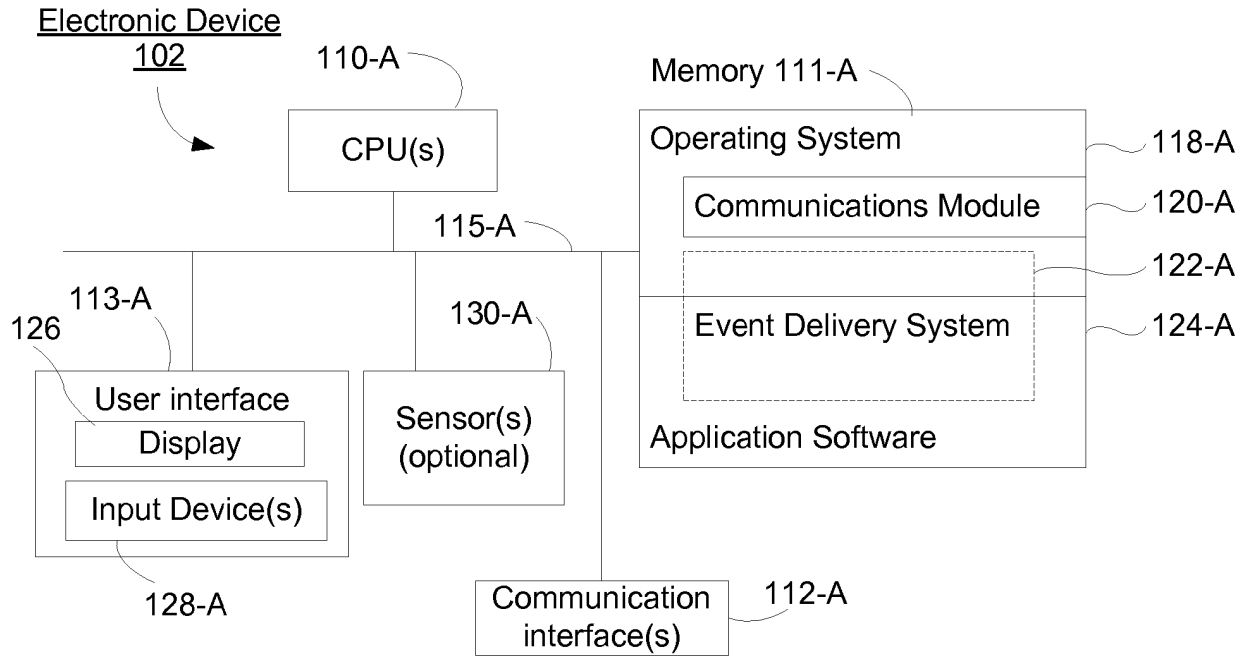 Electronic Device
102
110-A
CPU(s)
Memory 111-A
Operating System
118-A
Communications Module
120-A
115-A
122-A
113-A
126
130-A
Event Delivery System
124-A
User interface
Display
Sensor(s)
(optional)
Application Software
Input Device(s)
128-A
Communication
interface(s)
112-A